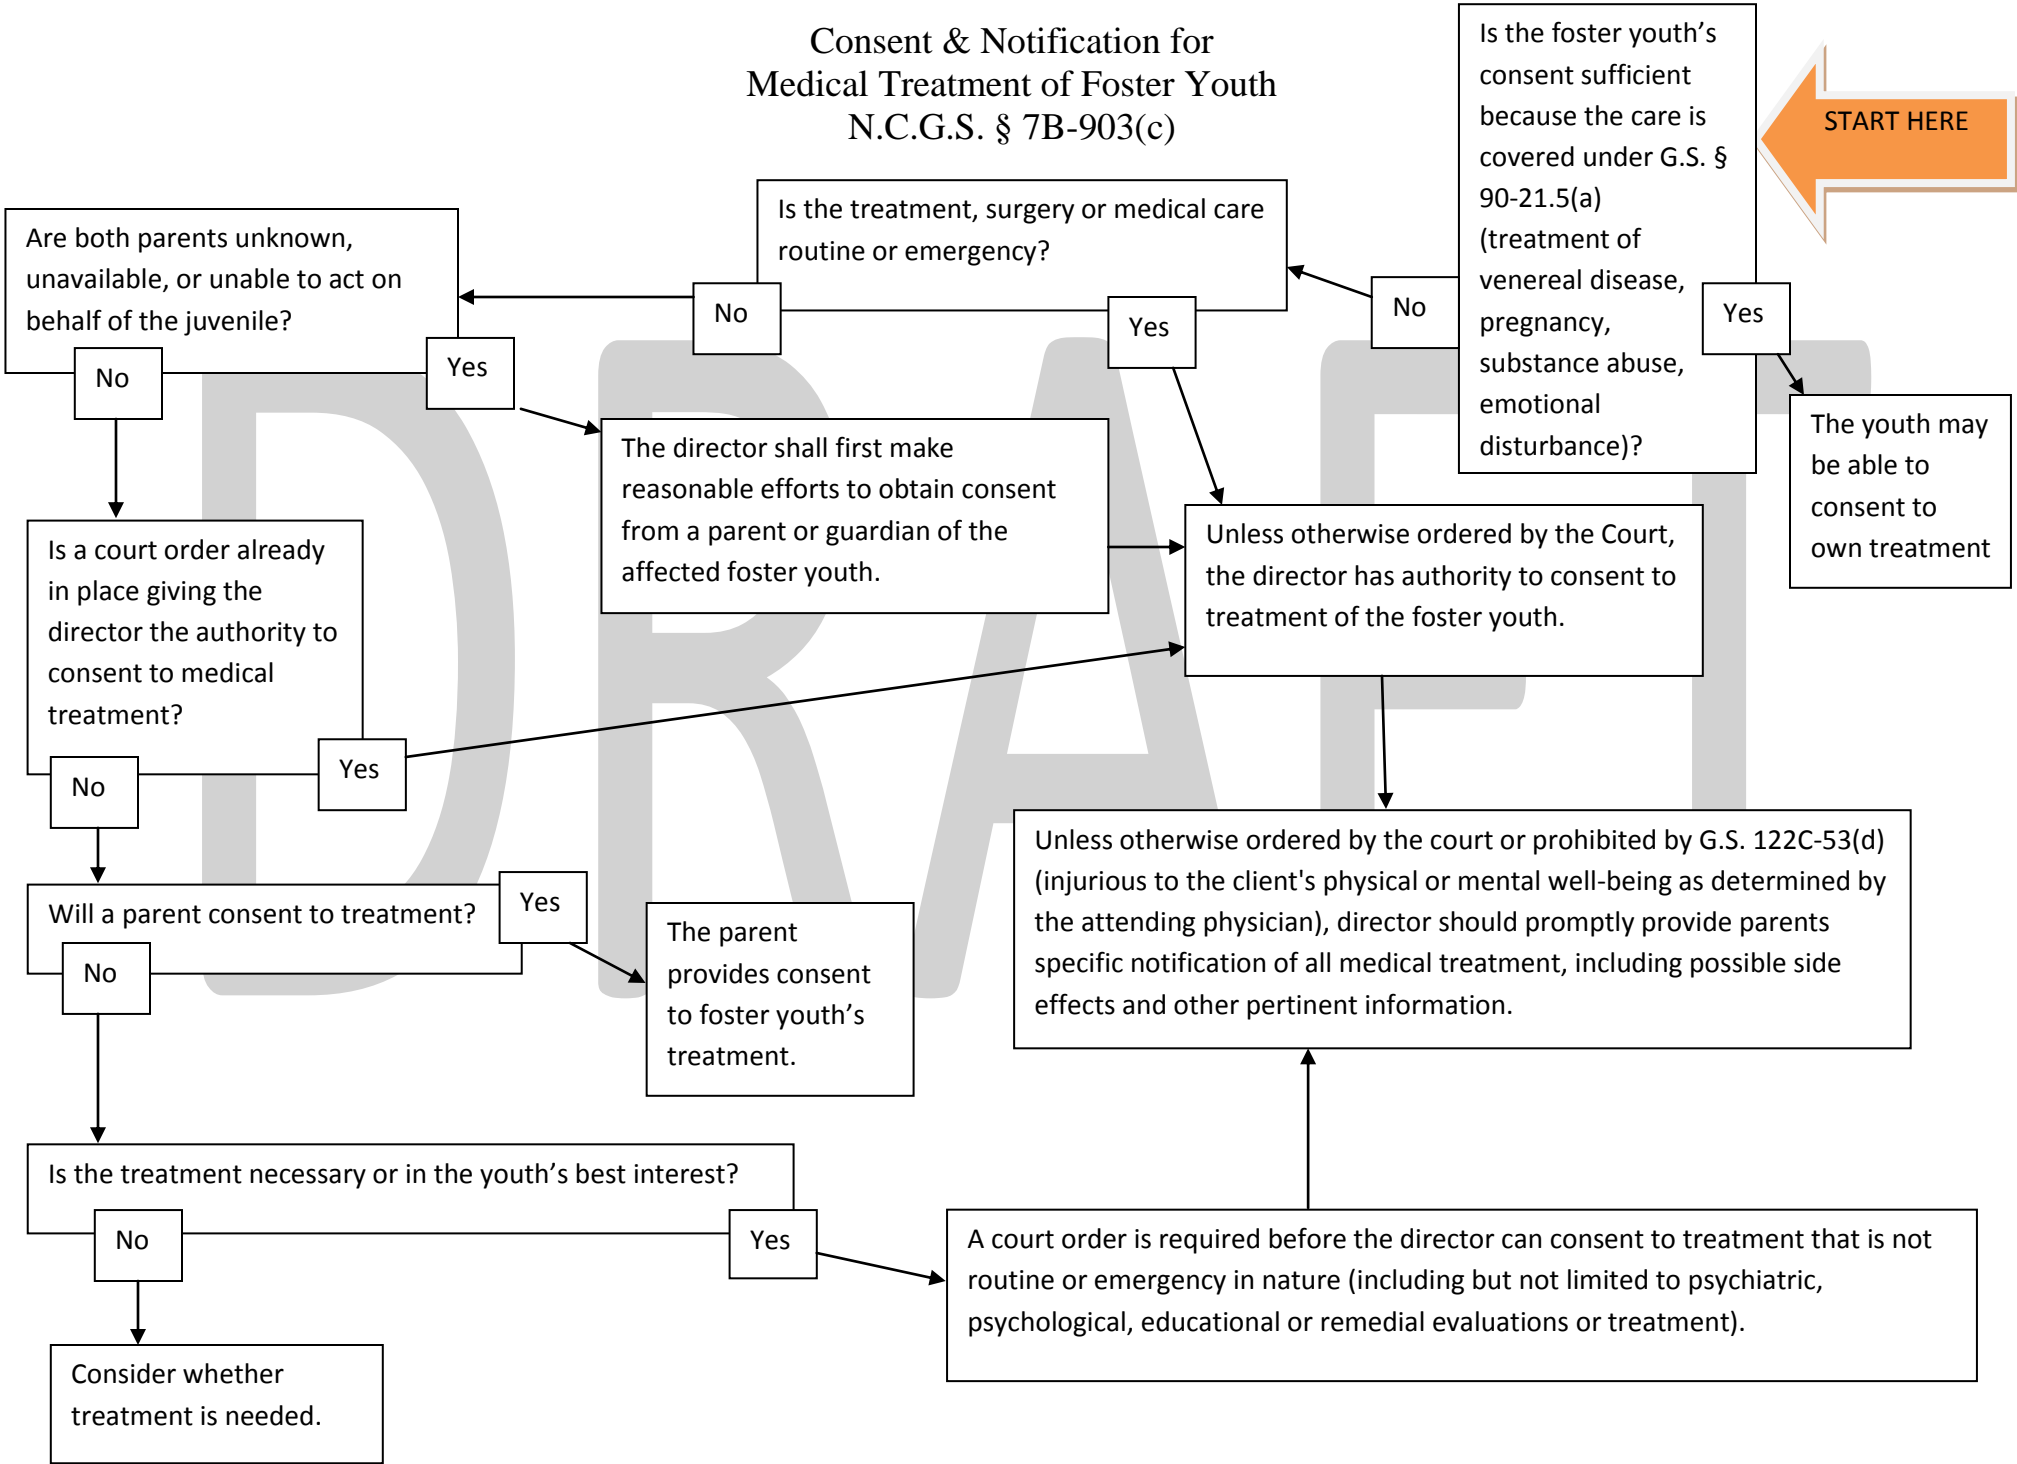 Consent & Notification for
Medical Treatment of Foster Youth
N.C.G.S. § 7B-903(c)
START HERE
Is the foster youth’s
consent sufficient
because the care is
covered under G.S. §
90-21.5(a)
(treatment of
venereal disease,
pregnancy,
substance abuse,
emotional
disturbance)?
No
Yes
The youth may
be able to
consent to
own treatment
Is the treatment, surgery or medical care
routine or emergency?
No
Yes
Are both parents unknown,
unavailable, or unable to act on
behalf of the juvenile?
No
Yes
The director shall first make
reasonable efforts to obtain consent
from a parent or guardian of the
affected foster youth.
Unless otherwise ordered by the Court,
the director has authority to consent to
treatment of the foster youth.
Is a court order already
in place giving the
director the authority to
consent to medical
treatment?
No
Yes
Unless otherwise ordered by the court or prohibited by G.S. 122C-53(d)
(injurious to the client's physical or mental well-being as determined by
the attending physician), director should promptly provide parents
specific notification of all medical treatment, including possible side
effects and other pertinent information.
Will a parent consent to treatment?
No
Yes
The parent
provides consent
to foster youth’s
treatment.
Is the treatment necessary or in the youth’s best interest?
No
Yes
A court order is required before the director can consent to treatment that is not
routine or emergency in nature (including but not limited to psychiatric,
psychological, educational or remedial evaluations or treatment).
Consider whether
treatment is needed.
DRAFT